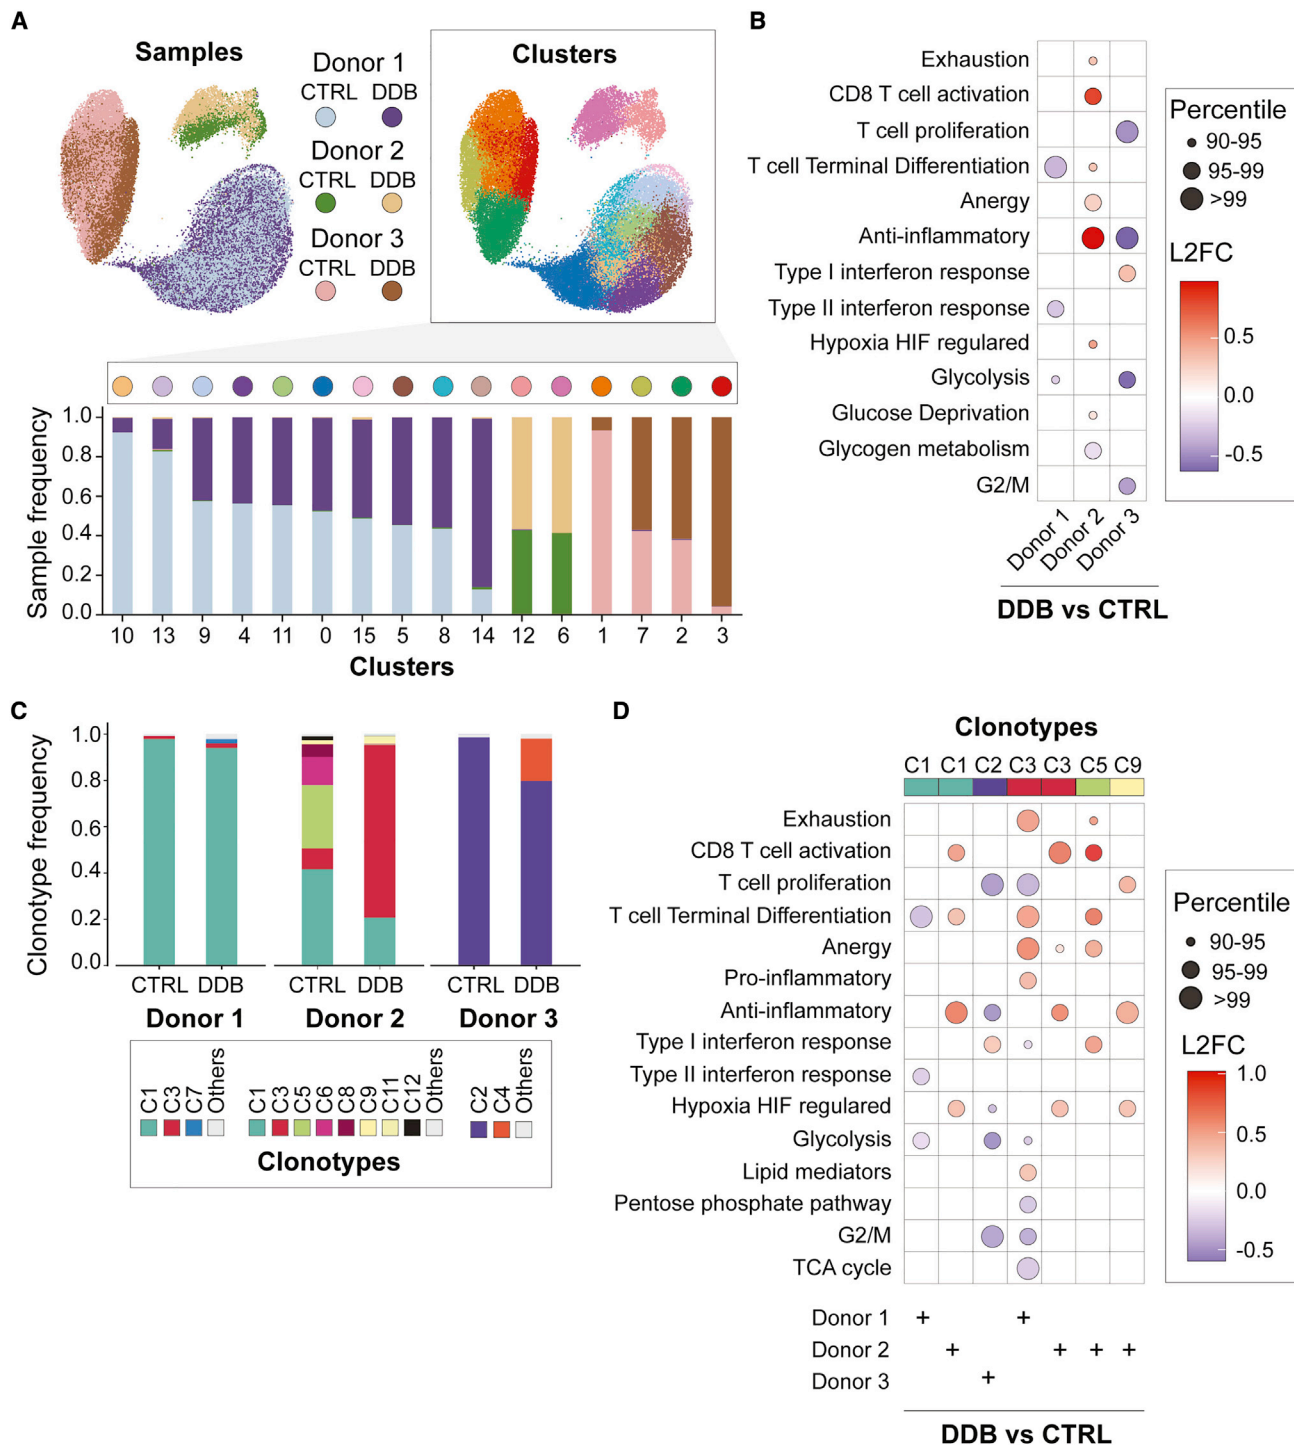 A
Samples
Donor 1
CTRL DDB
Donor 2
CTRL DDB
Donor 3
CTRL DDB
Clusters
Sample frequency
1.0
0.8
0.6
0.4
0.2
0.0
10 13 9 4 11 0 15 5 8 14 12 6 1 7 2 3
Clusters
B
Exhaustion
CD8 T cell activation
T cell proliferation
T cell Terminal Differentiation
Anergy
Anti-inflammatory
Type I interferon response
Type II interferon response
Hypoxia HIF regulared
Glycolysis
Glucose Deprivation
Glycogen metabolism
G2/M
Donor 1
Donor 2
Donor 3
DDB vs CTRL
Percentile
90-95
95-99
>99
L2FC
0.5
0.0
-0.5
C
Clonotype frequency
1.0
0.8
0.6
0.4
0.2
0.0
CTRL DDB CTRL DDB CTRL DDB
Donor 1 Donor 2 Donor 3
C1 C3 C7 Others C1 C3 C5 C6 C8 C9 C11 C12 Others C2 C4 Others
Clonotypes
D
Clonotypes
C1 C1 C2 C3 C3 C5 C9
Exhaustion
CD8 T cell activation
T cell proliferation
T cell Terminal Differentiation
Anergy
Pro-inflammatory
Anti-inflammatory
Type I interferon response
Type II interferon response
Hypoxia HIF regulared
Glycolysis
Lipid mediators
Pentose phosphate pathway
G2/M
TCA cycle
Donor 1 + +
Donor 2 + + + +
Donor 3 +
DDB vs CTRL
Percentile
90-95
95-99
>99
L2FC
1.0
0.5
0.0
-0.5